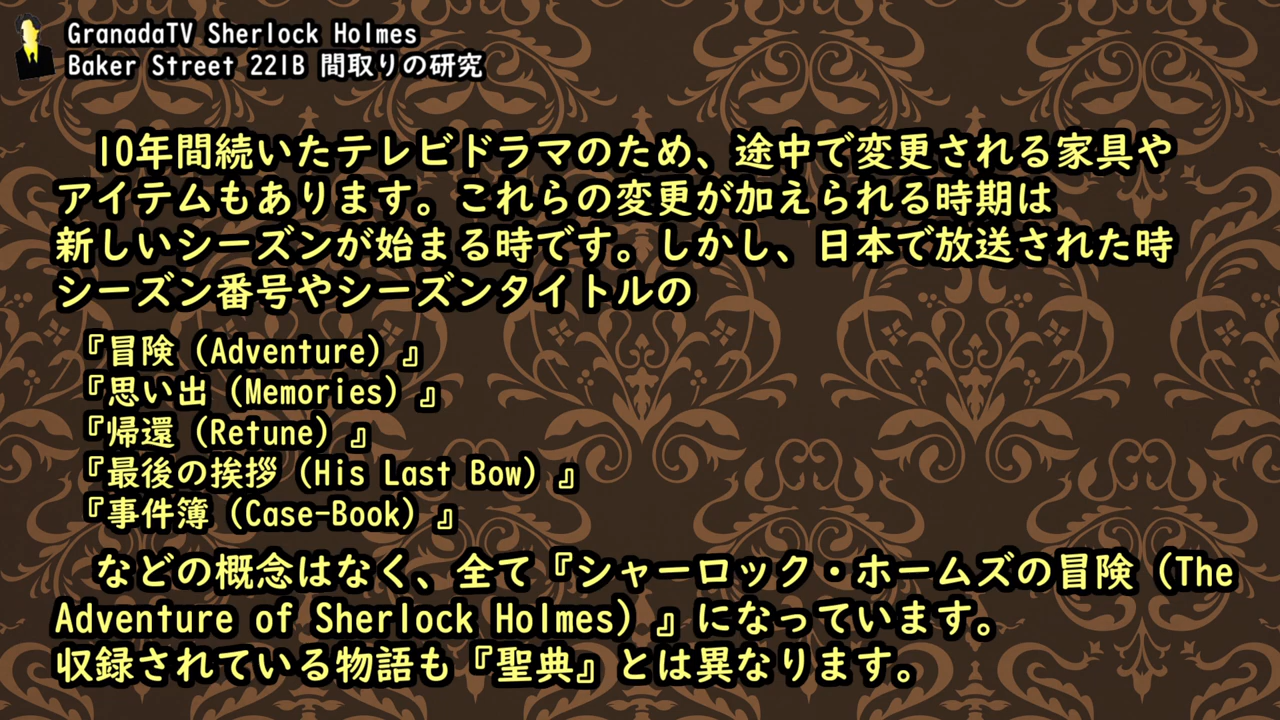 GranadaTV Sherlock Holmes
Baker Street 221B 間取りの研究
10年間続いたテレビドラマのため、途中で変更される家具や
アイテムもあります。これらの変更が加えられる時期は
新しいシーズンが始まる時です。しかし、日本で放送された時
シーズン番号やシーズンタイトルの
『冒険（Adventure）』
『思い出（Memories）』
『帰還（Retune）』
『最後の挨拶（His Last Bow）』
『事件簿（Case-Book）』
などの概念はなく、全て『シャーロック・ホームズの冒険（The
Adventure of Sherlock Holmes）』になっています。
収録されている物語も『聖典』とは異なります。